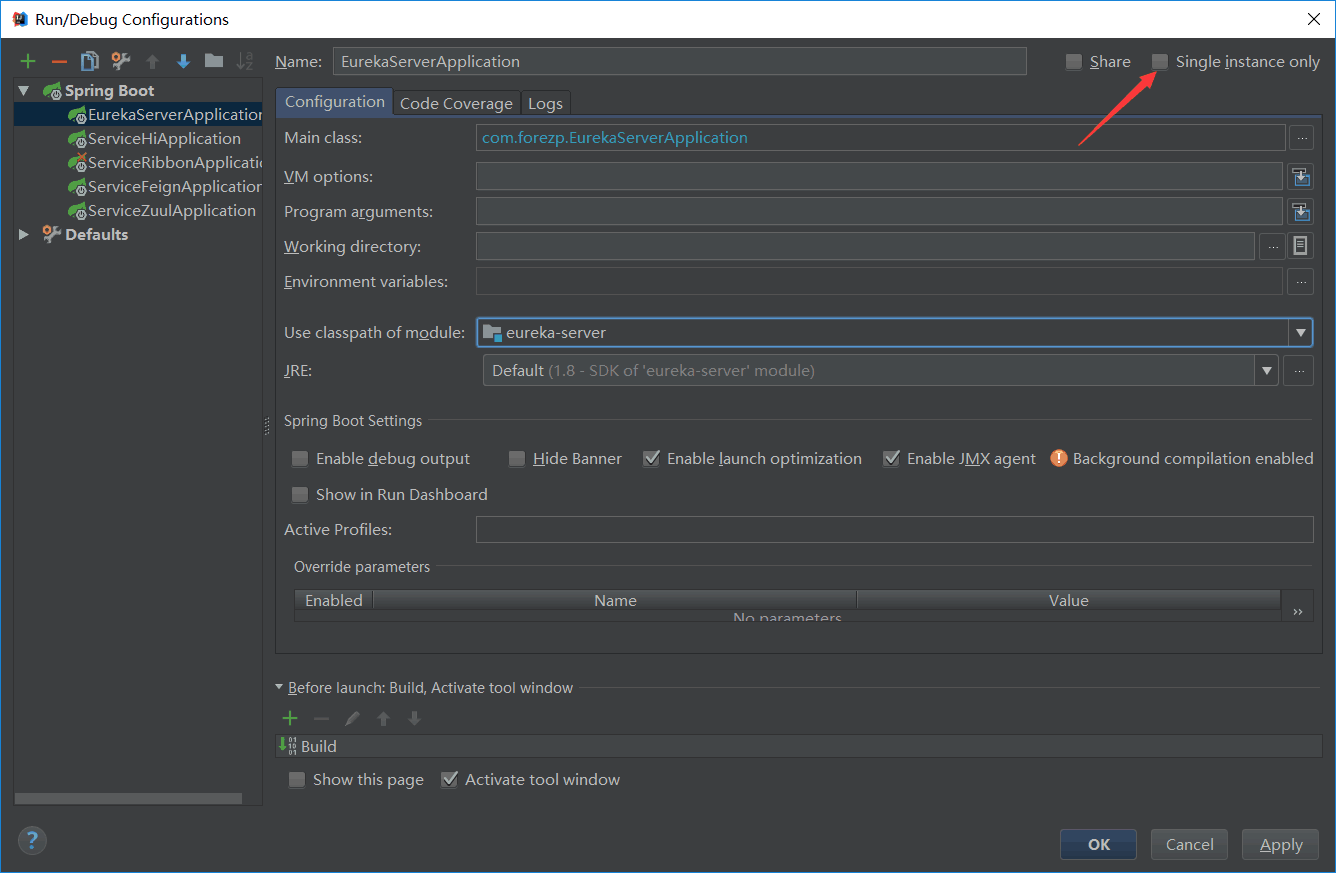 Run/Debug Configurations
Name: EurekaServerApplication Share Single instance only
Spring Boot
EurekaServerApplication
ServiceHiApplication
ServiceRibbonApplicatio
ServiceFeignApplication
ServiceZuulApplication
Defaults
Configuration Code Coverage Logs
Main class: com.forezp.EurekaServerApplication ...
VM options:
Program arguments:
Working directory: ...
Environment variables: ...
Use classpath of module: eureka-server
JRE: Default (1.8 - SDK of 'eureka-server' module) ...
Spring Boot Settings
Enable debug output Hide Banner Enable launch optimization Enable JMX agent Background compilation enabled
Show in Run Dashboard
Active Profiles:
Override parameters
Enabled Name Value
No parameters
Before launch: Build, Activate tool window
Build
Show this page Activate tool window
? OK Cancel Apply